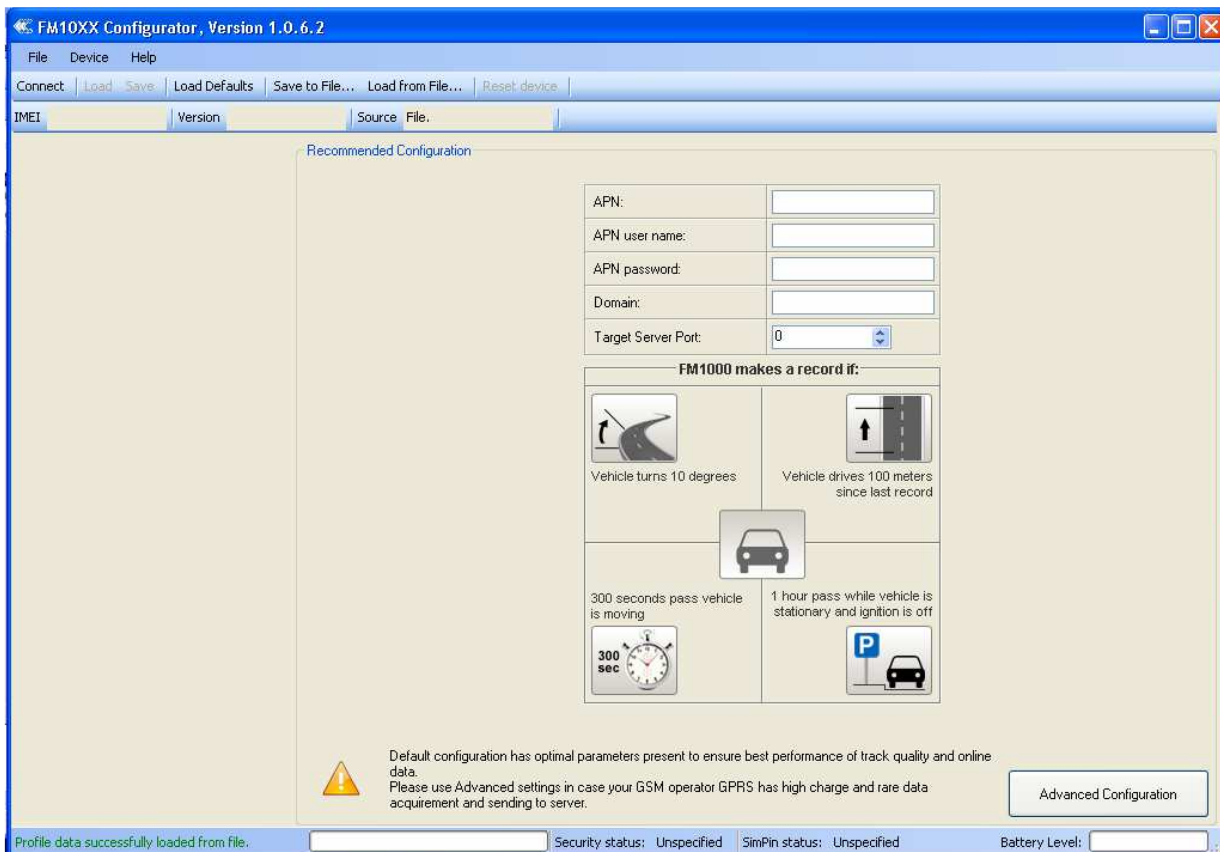 FM10XX Configurator, Version 1.0.6.2
File Device Help
Connect Load Save Load Defaults Save to File... Load from File... Reset device
IMEI Version Source File.
Recommended Configuration
APN:
APN user name:
APN password:
Domain:
Target Server Port: 0
FM1000 makes a record if:
Vehicle turns 10 degrees
Vehicle drives 100 meters
since last record
300 seconds pass vehicle
is moving
1 hour pass while vehicle is
stationary and ignition is off
300
sec
P
Default configuration has optimal parameters present to ensure best performance of track quality and online
data.
Please use Advanced settings in case your GSM operator GPRS has high charge and rare data
acquirement and sending to server.
Advanced Configuration
Profile data successfully loaded from file. Security status: Unspecified SimPin status: Unspecified Battery Level: